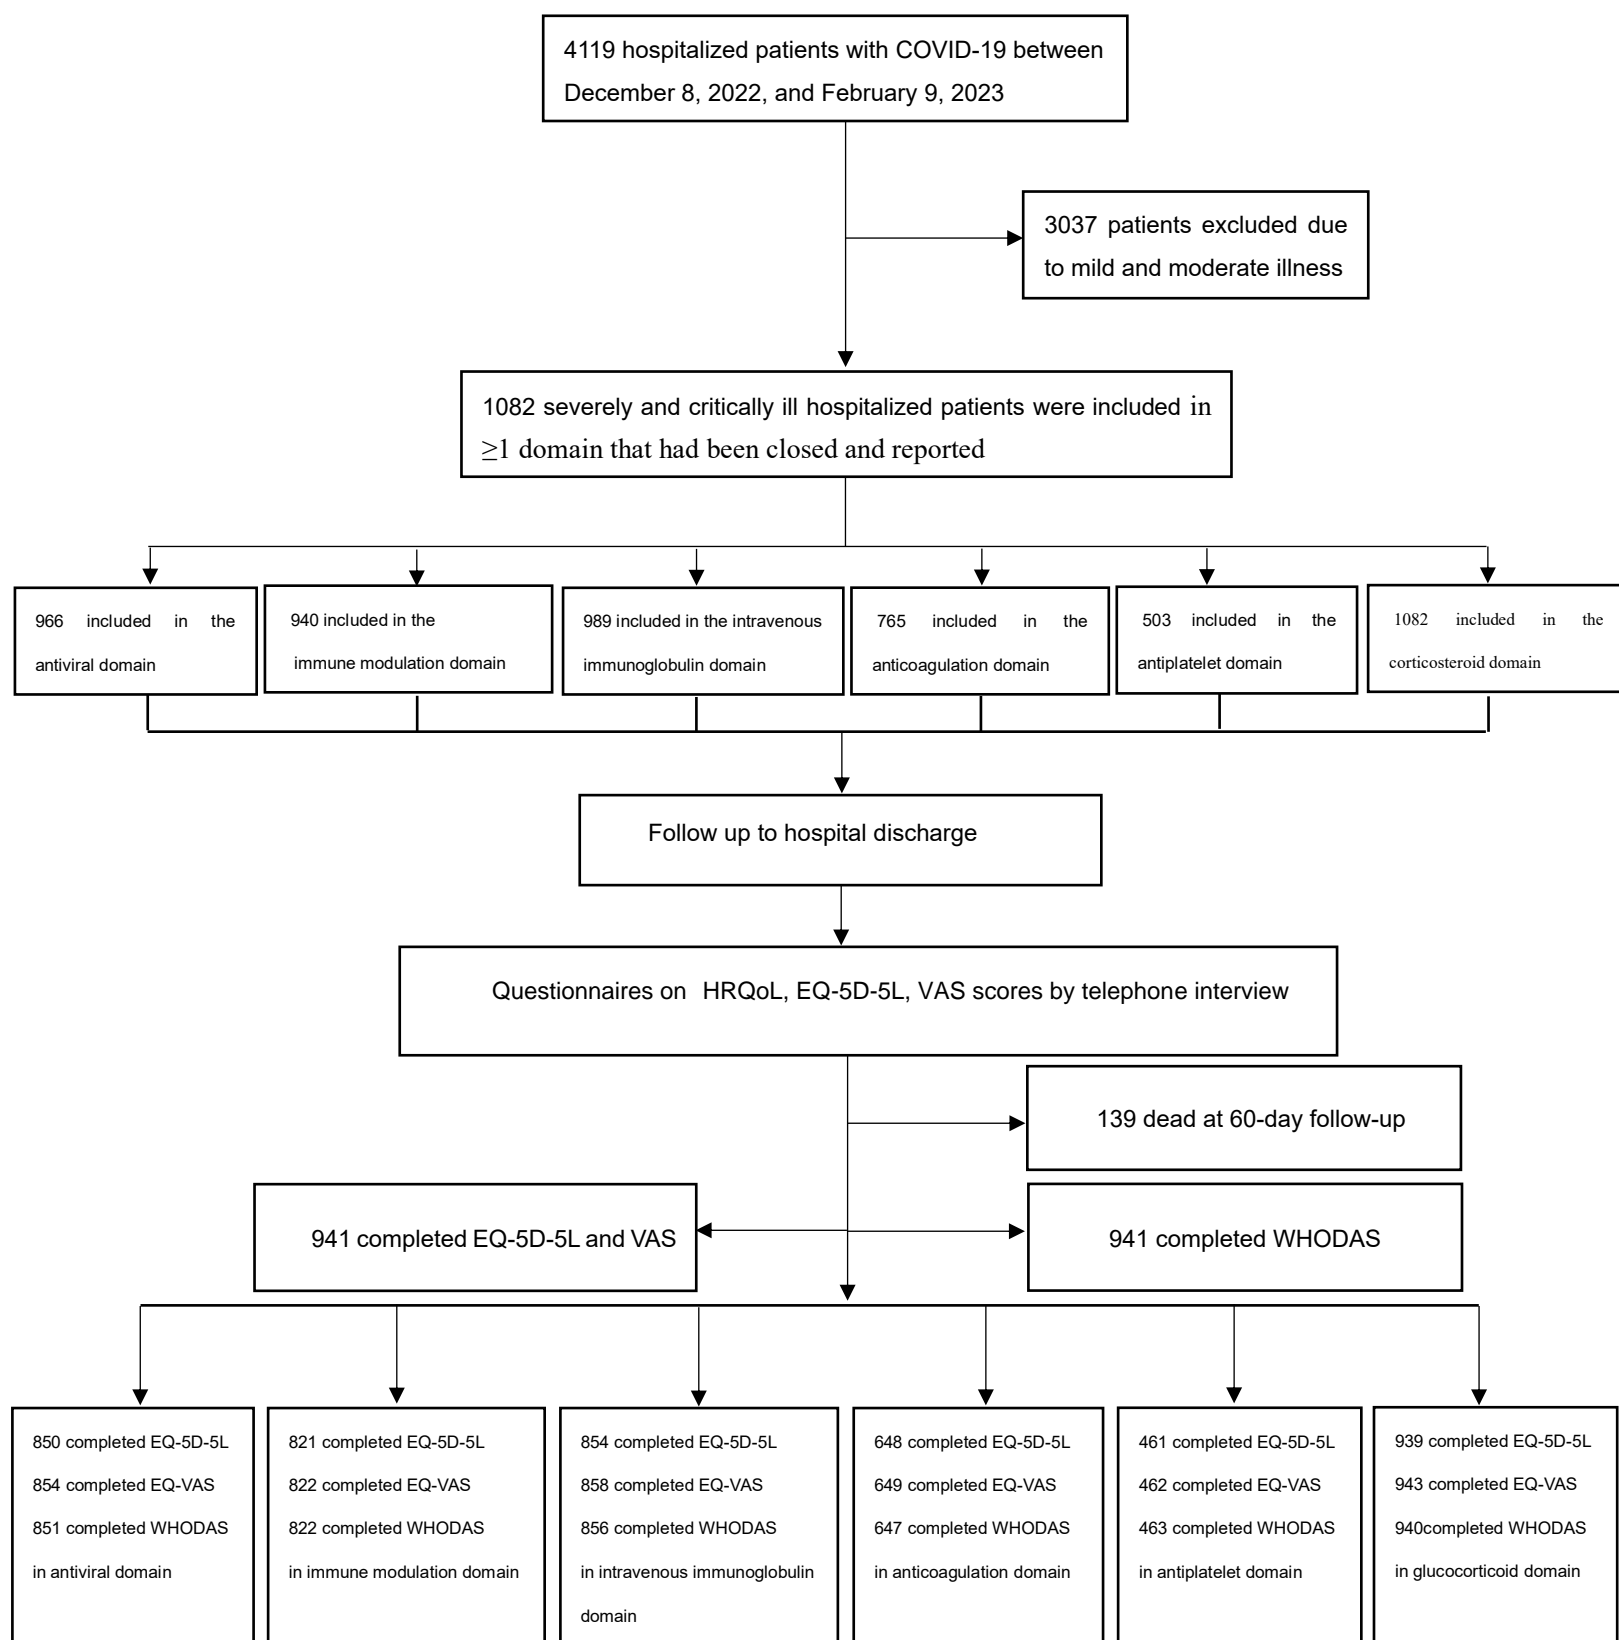 4119 hospitalized patients with COVID-19 between
December 8, 2022, and February 9, 2023
3037 patients excluded due
to mild and moderate illness
1082 severely and critically ill hospitalized patients were included in
≥1 domain that had been closed and reported
966 included in the
antiviral domain
940 included in the
immune modulation domain
989 included in the intravenous
immunoglobulin domain
765 included in the
anticoagulation domain
503 included in the
antiplatelet domain
1082 included in the
corticosteroid domain
Follow up to hospital discharge
Questionnaires on HRQoL, EQ-5D-5L, VAS scores by telephone interview
139 dead at 60-day follow-up
941 completed EQ-5D-5L and VAS
941 completed WHODAS
850 completed EQ-5D-5L
854 completed EQ-VAS
851 completed WHODAS
in antiviral domain
821 completed EQ-5D-5L
822 completed EQ-VAS
822 completed WHODAS
in immune modulation domain
854 completed EQ-5D-5L
858 completed EQ-VAS
856 completed WHODAS
in intravenous immunoglobulin
domain
648 completed EQ-5D-5L
649 completed EQ-VAS
647 completed WHODAS
in anticoagulation domain
461 completed EQ-5D-5L
462 completed EQ-VAS
463 completed WHODAS
in antiplatelet domain
939 completed EQ-5D-5L
943 completed EQ-VAS
940completed WHODAS
in glucocorticoid domain